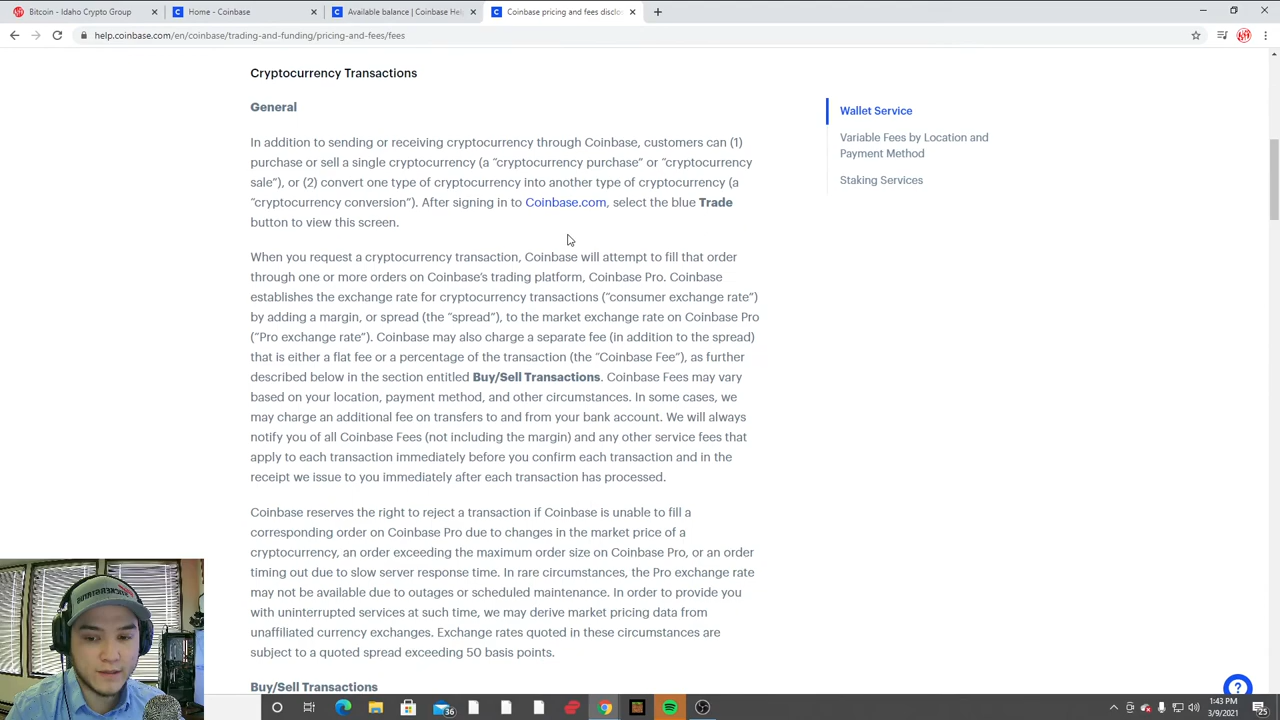 Bitcoin - Idaho Crypto Group
Home - Coinbase
Available balance | Coinbase Hel
Coinbase pricing and fees disclo
help.coinbase.com/en/coinbase/trading-and-funding/pricing-and-fees/fees
Cryptocurrency Transactions
General
In addition to sending or receiving cryptocurrency through Coinbase, customers can (1)
purchase or sell a single cryptocurrency (a “cryptocurrency purchase” or “cryptocurrency
sale”), or (2) convert one type of cryptocurrency into another type of cryptocurrency (a
“cryptocurrency conversion”). After signing in to Coinbase.com, select the blue Trade
button to view this screen.
When you request a cryptocurrency transaction, Coinbase will attempt to fill that order
through one or more orders on Coinbase’s trading platform, Coinbase Pro. Coinbase
establishes the exchange rate for cryptocurrency transactions (“consumer exchange rate”)
by adding a margin, or spread (the “spread”), to the market exchange rate on Coinbase Pro
(“Pro exchange rate”). Coinbase may also charge a separate fee (in addition to the spread)
that is either a flat fee or a percentage of the transaction (the “Coinbase Fee”), as further
described below in the section entitled Buy/Sell Transactions. Coinbase Fees may vary
based on your location, payment method, and other circumstances. In some cases, we
may charge an additional fee on transfers to and from your bank account. We will always
notify you of all Coinbase Fees (not including the margin) and any other service fees that
apply to each transaction immediately before you confirm each transaction and in the
receipt we issue to you immediately after each transaction has processed.
Coinbase reserves the right to reject a transaction if Coinbase is unable to fill a
corresponding order on Coinbase Pro due to changes in the market price of a
cryptocurrency, an order exceeding the maximum order size on Coinbase Pro, or an order
timing out due to slow server response time. In rare circumstances, the Pro exchange rate
may not be available due to outages or scheduled maintenance. In order to provide you
with uninterrupted services at such time, we may derive market pricing data from
unaffiliated currency exchanges. Exchange rates quoted in these circumstances are
subject to a quoted spread exceeding 50 basis points.
Buy/Sell Transactions
Wallet Service
Variable Fees by Location and
Payment Method
Staking Services
36
1:43 PM
3/9/2021
25